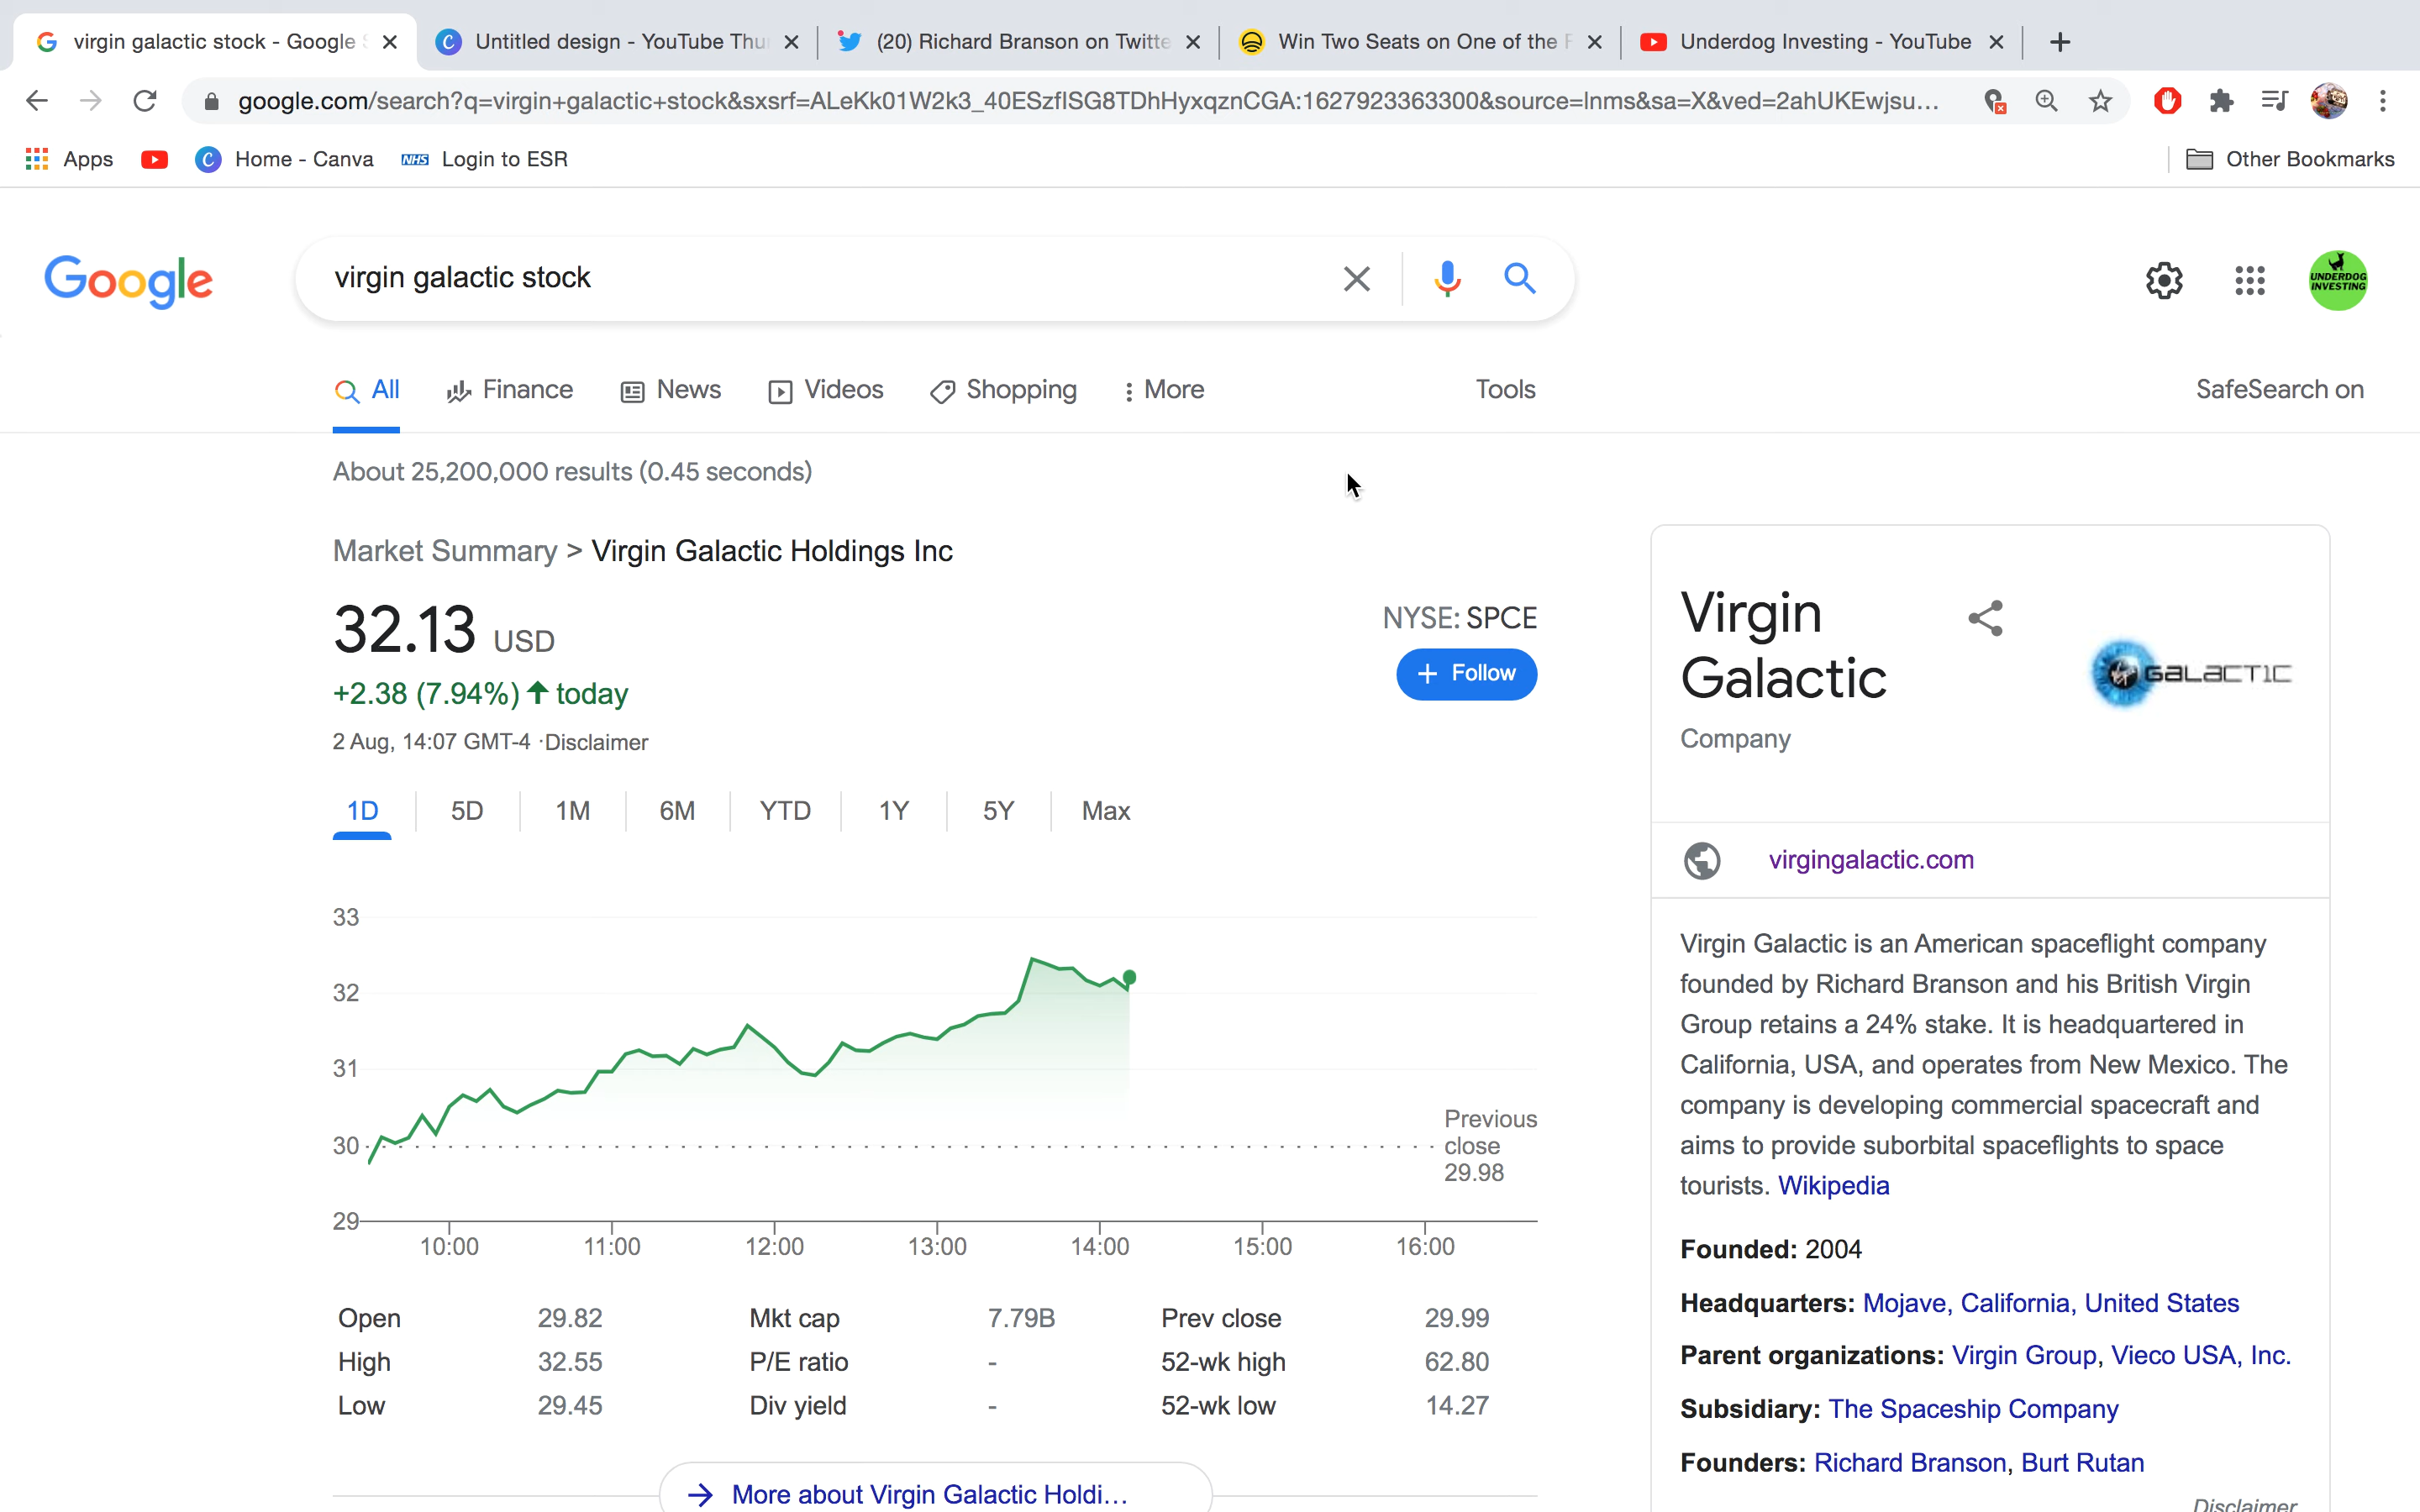 virgin galactic stock - Google S
Untitled design - YouTube Thu
(20) Richard Branson on Twitte
Win Two Seats on One of the F
Underdog Investing - YouTube
google.com/search?q=virgin+galactic+stock&sxsrf=ALeKk01W2k3_40ESzfISG8TDhHyxqznCGA:1627923363300&source=lnms&sa=X&ved=2ahUKEwjsu...
Apps
Home - Canva
NHS Login to ESR
Other Bookmarks
Google
virgin galactic stock
UNDERDOG
INVESTING
All
Finance
News
Videos
Shopping
More
Tools
SafeSearch on
About 25,200,000 results (0.45 seconds)
Market Summary > Virgin Galactic Holdings Inc
32.13 USD
NYSE: SPCE
+ Follow
+2.38 (7.94%) ↑ today
2 Aug, 14:07 GMT-4 ·Disclaimer
1D 5D 1M 6M YTD 1Y 5Y Max
33
32
31
30
29
Previous
close
29.98
10:00 11:00 12:00 13:00 14:00 15:00 16:00
Open 29.82 Mkt cap 7.79B Prev close 29.99
High 32.55 P/E ratio - 52-wk high 62.80
Low 29.45 Div yield - 52-wk low 14.27
More about Virgin Galactic Holdi...
Virgin
Galactic
GALACTIC
Company
virgingalactic.com
Virgin Galactic is an American spaceflight company
founded by Richard Branson and his British Virgin
Group retains a 24% stake. It is headquartered in
California, USA, and operates from New Mexico. The
company is developing commercial spacecraft and
aims to provide suborbital spaceflights to space
tourists. Wikipedia
Founded: 2004
Headquarters: Mojave, California, United States
Parent organizations: Virgin Group, Vieco USA, Inc.
Subsidiary: The Spaceship Company
Founders: Richard Branson, Burt Rutan
Disclaimer